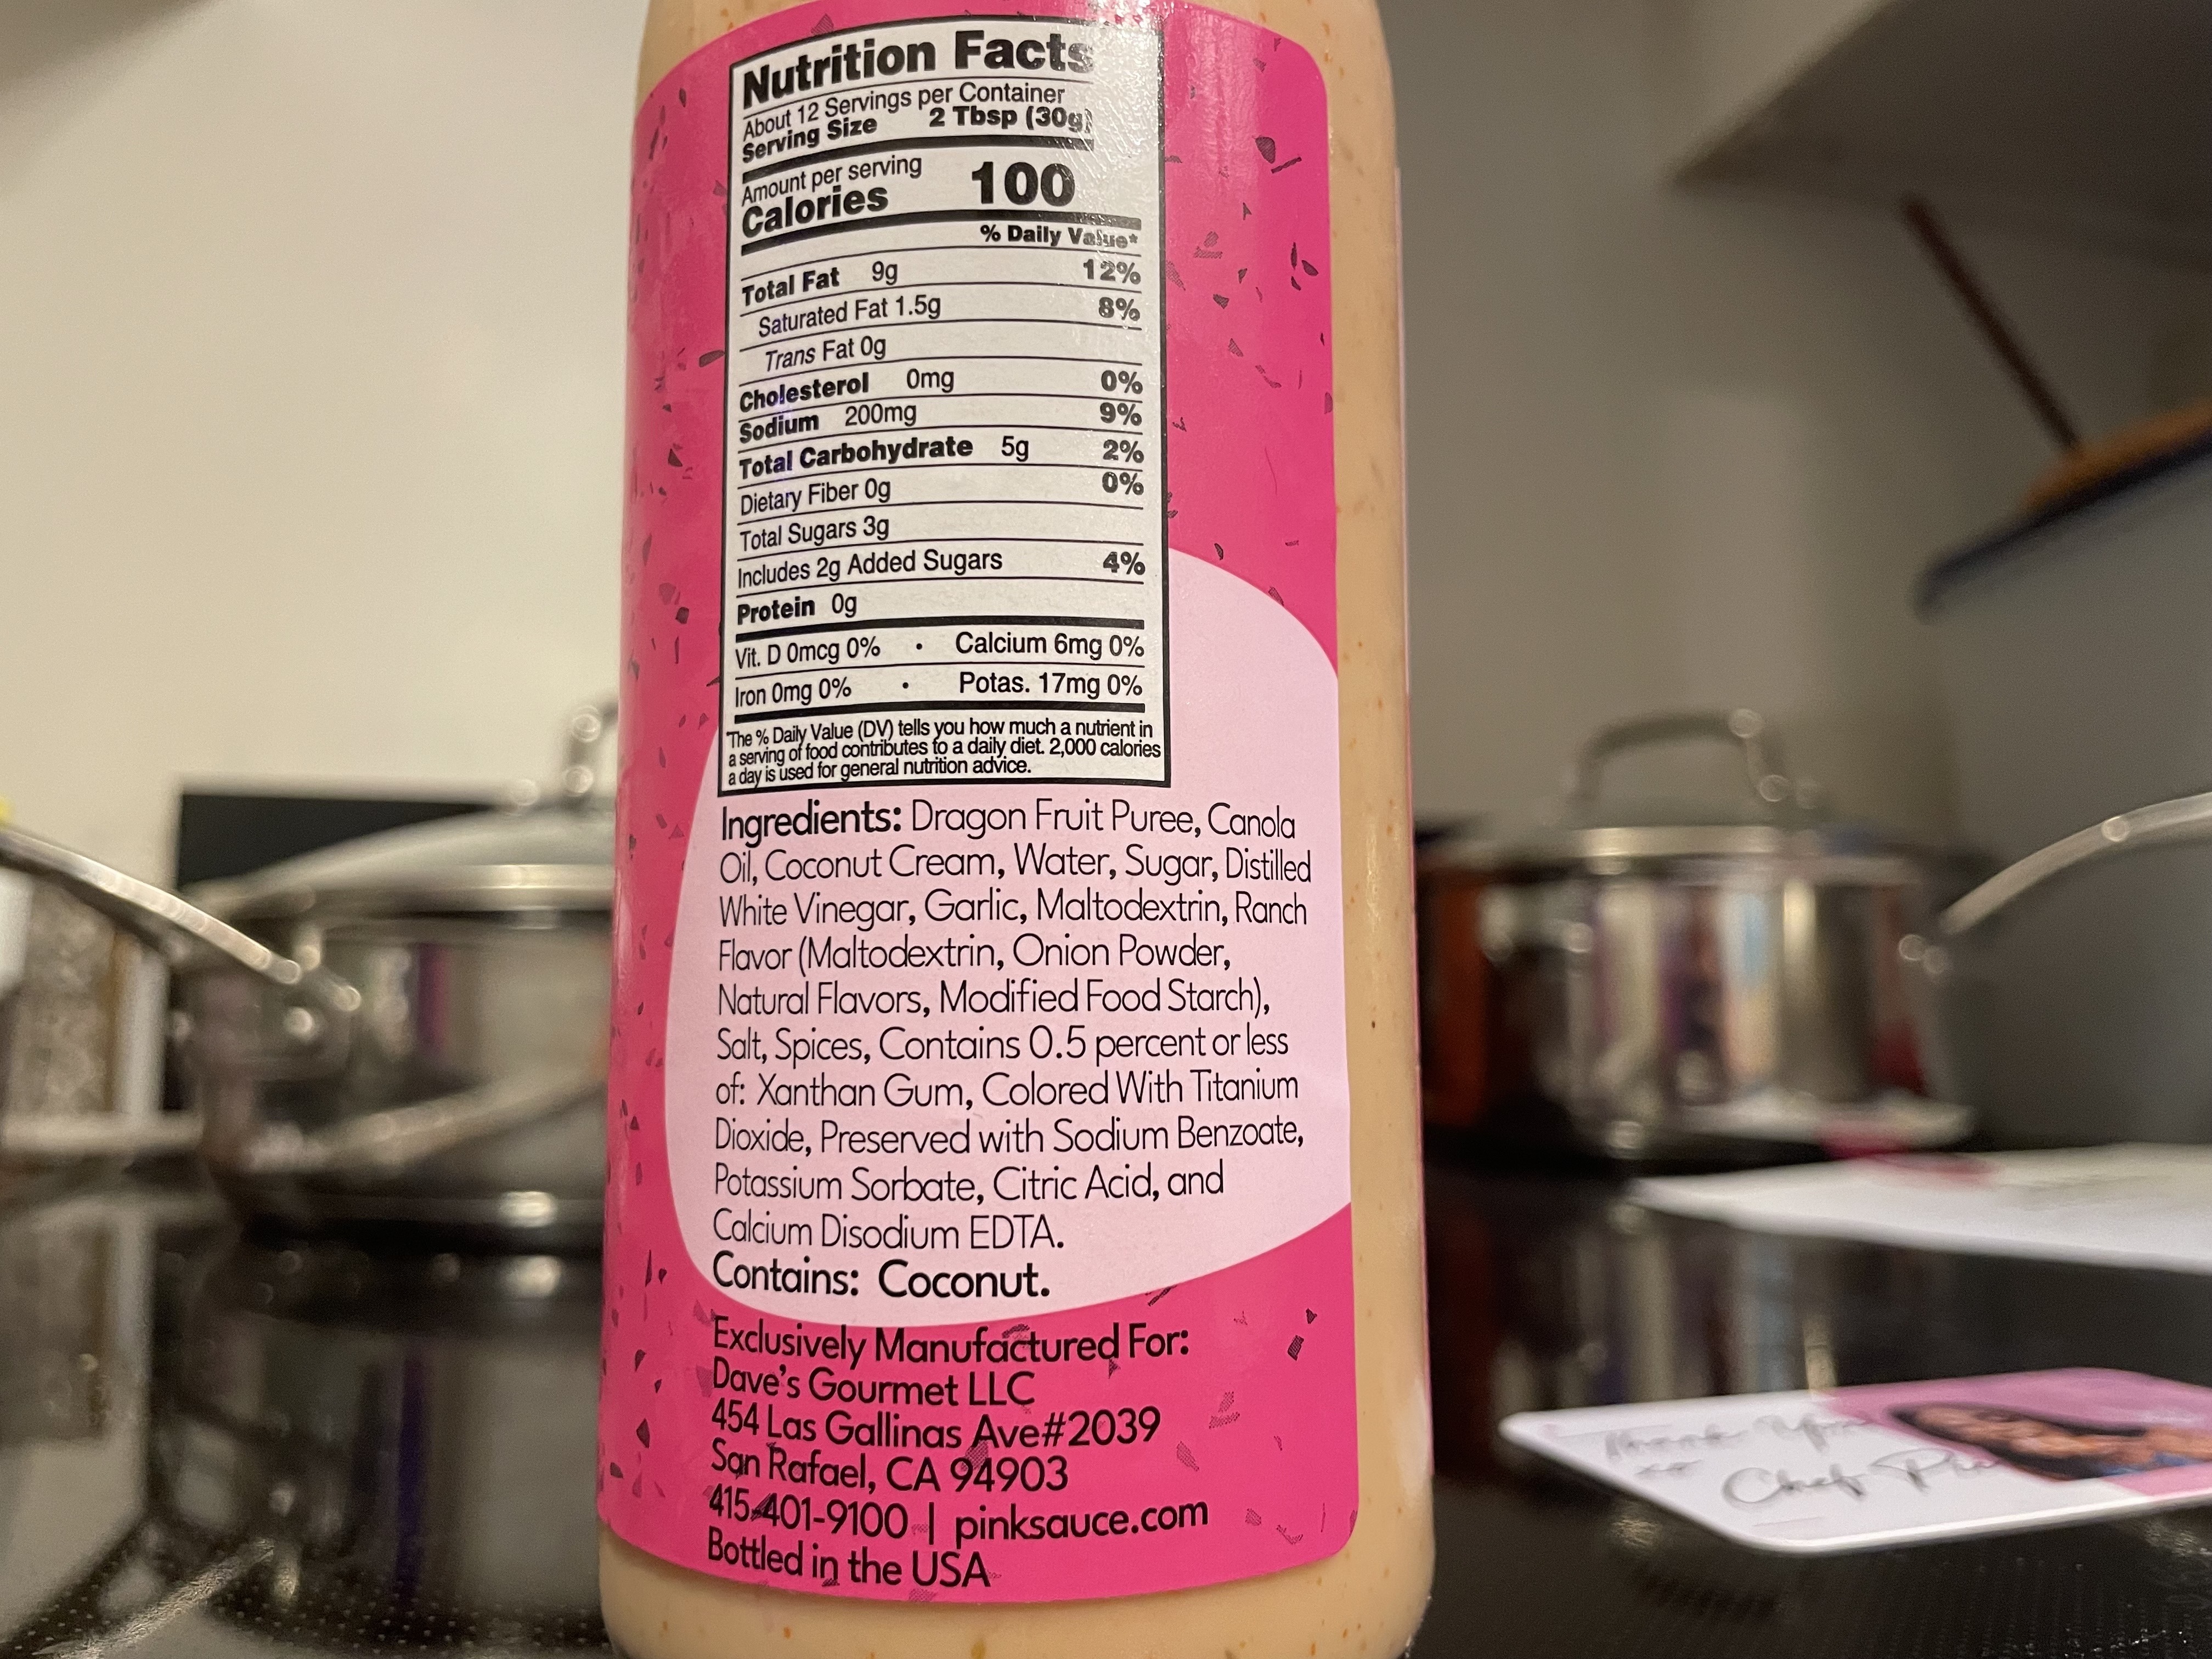 Nutrition Facts
About 12 Servings per Container
Serving Size 2 Tbsp (30g)
Amount per serving
Calories 100
% Daily Value*
Total Fat 9g 12%
Saturated Fat 1.5g 8%
Trans Fat 0g
Cholesterol 0mg 0%
Sodium 200mg 9%
Total Carbohydrate 5g 2%
Dietary Fiber 0g 0%
Total Sugars 3g
Includes 2g Added Sugars 4%
Protein 0g
Vit. D 0mcg 0% • Calcium 6mg 0%
Iron 0mg 0% • Potas. 17mg 0%
*The % Daily Value (DV) tells you how much a nutrient in
a serving of food contributes to a daily diet. 2,000 calories
a day is used for general nutrition advice.
Ingredients: Dragon Fruit Puree, Canola
Oil, Coconut Cream, Water, Sugar, Distilled
White Vinegar, Garlic, Maltodextrin, Ranch
Flavor (Maltodextrin, Onion Powder,
Natural Flavors, Modified Food Starch),
Salt, Spices, Contains 0.5 percent or less
of: Xanthan Gum, Colored With Titanium
Dioxide, Preserved with Sodium Benzoate,
Potassium Sorbate, Citric Acid, and
Calcium Disodium EDTA.
Contains: Coconut.
Exclusively Manufactured For:
Dave's Gourmet LLC
454 Las Gallinas Ave#2039
San Rafael, CA 94903
415-401-9100 | pinksauce.com
Bottled in the USA
Thank You
Chef